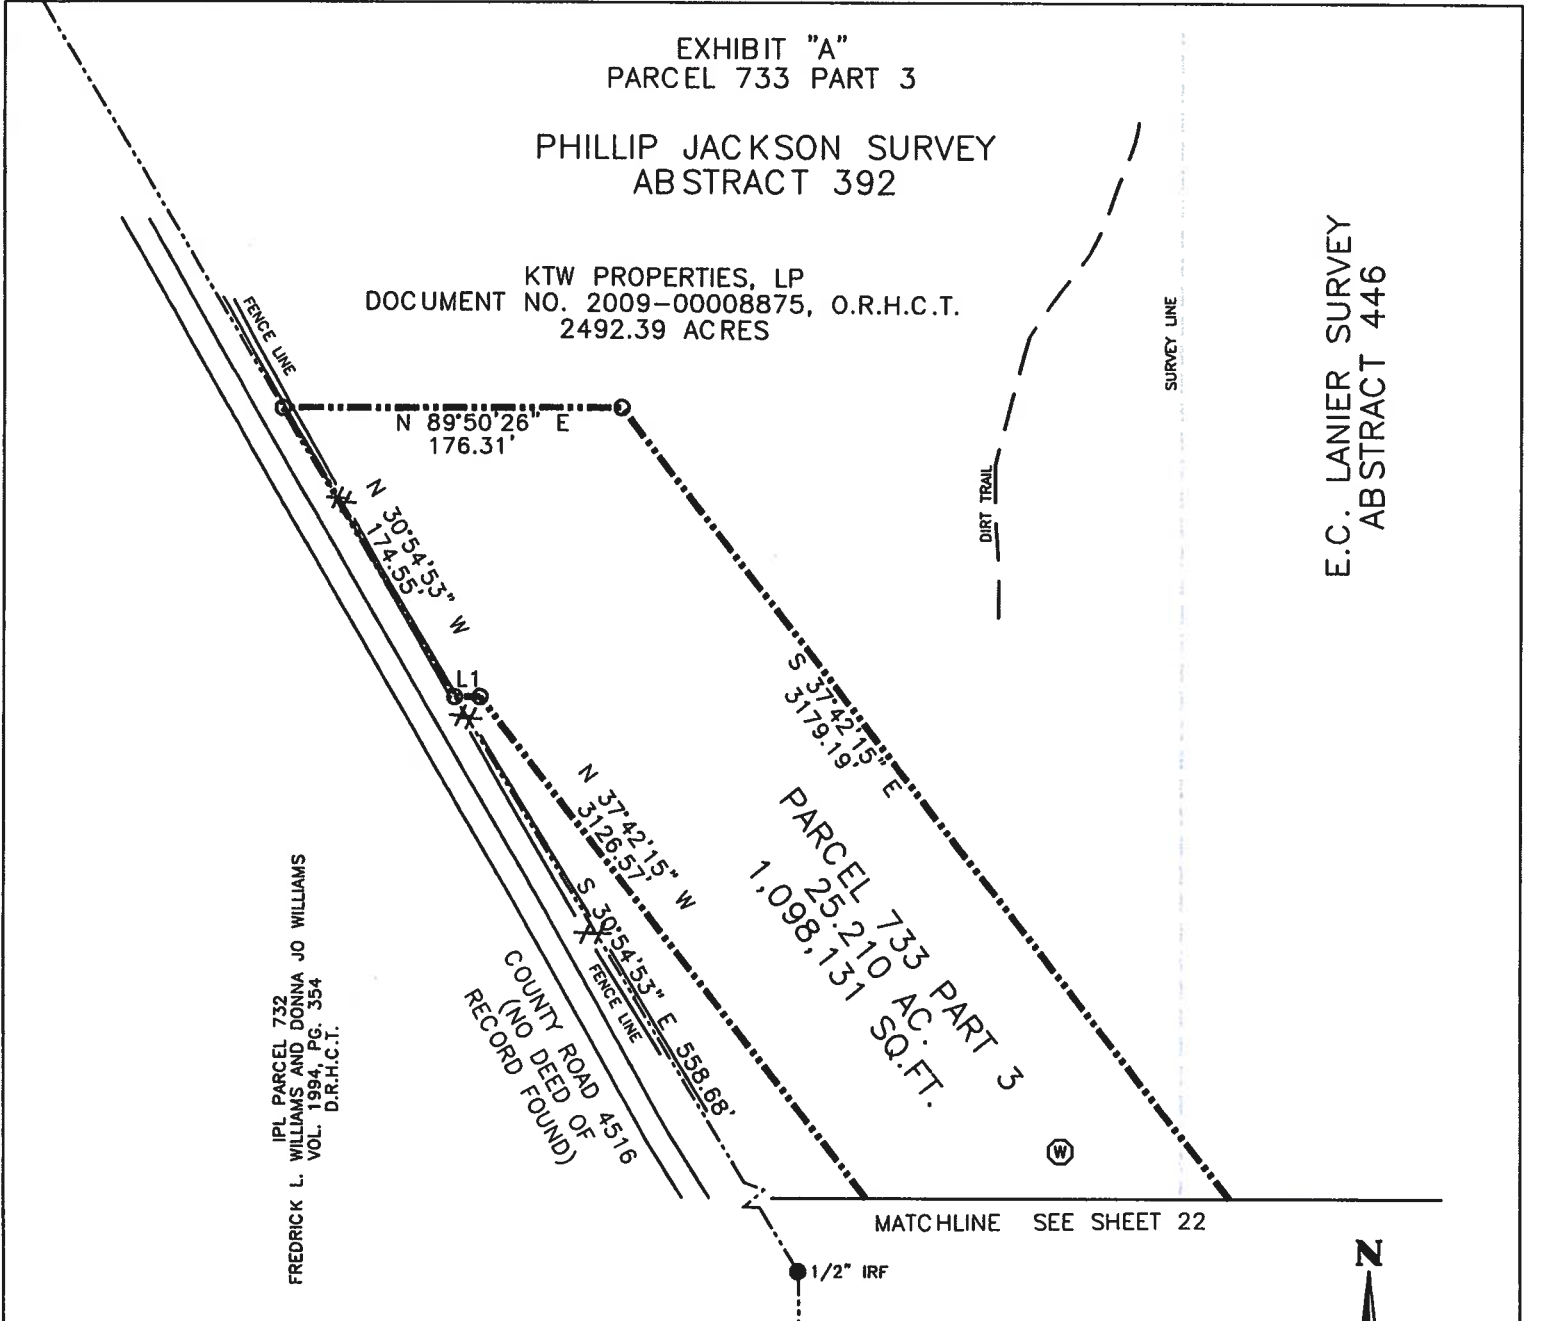 EXHIBIT "A"
PARCEL 733 PART 3
PHILLIP JACKSON SURVEY
ABSTRACT 392
KTW PROPERTIES, LP
DOCUMENT NO. 2009-00008875, O.R.H.C.T.
2492.39 ACRES
E.C. LANIER SURVEY
ABSTRACT 446
SURVEY LINE
FENCE LINE
N 89°50'26" E
176.31'
DIRT TRAIL
N 30°54'53" W
174.55'
L1
S 37°42'15" E
3179.19'
N 37°42'15" W
3126.57'
PARCEL 733 PART 3
25.210 AC.
1,098,131 SQ.FT.
S 30°54'53" E 558.68'
FENCE LINE
COUNTY ROAD 4516
(NO DEED OF
RECORD FOUND)
IPL PARCEL 732
FREDRICK L. WILLIAMS AND DONNA JO WILLIAMS
VOL. 1994, PG. 354
D.R.H.C.T.
W
MATCHLINE SEE SHEET 22
N
1/2" IRF